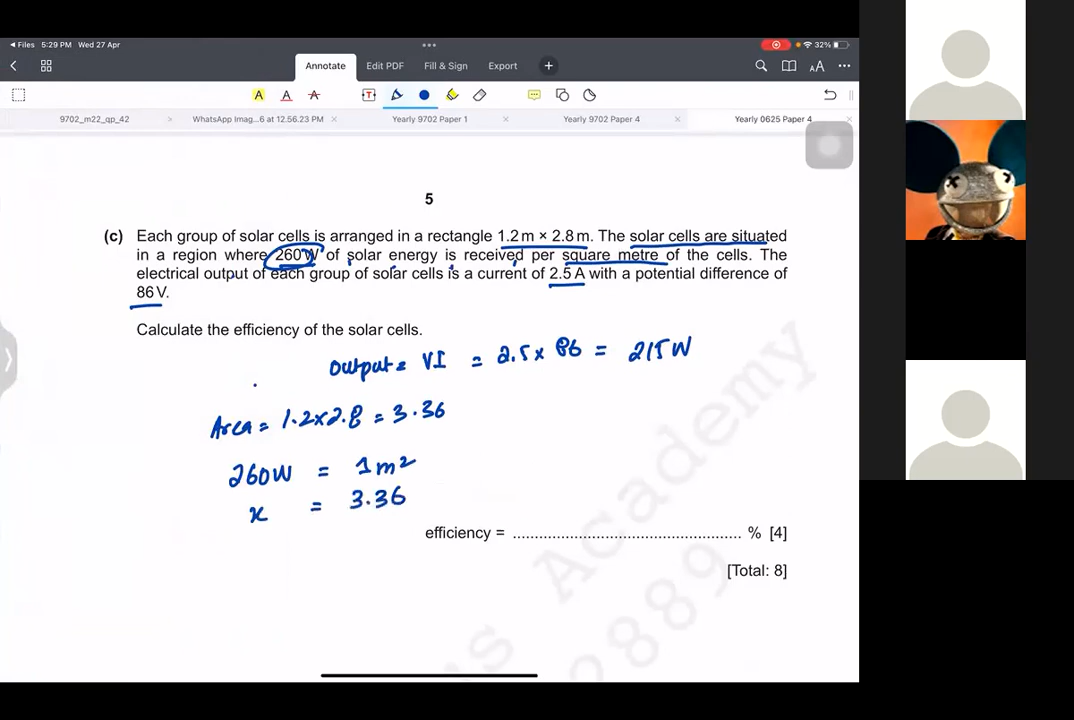 Files 5:29 PM Wed 27 Apr
32%
Annotate Edit PDF Fill & Sign Export
AA
9702_m22_qp_42
WhatsApp Imag...6 at 12.56.23 PM
Yearly 9702 Paper 1
Yearly 9702 Paper 4
Yearly 0625 Paper 4
5
(c) Each group of solar cells is arranged in a rectangle 1.2 m × 2.8 m. The solar cells are situated
in a region where 260 W of solar energy is received per square metre of the cells. The
electrical output of each group of solar cells is a current of 2.5 A with a potential difference of
86 V.
Calculate the efficiency of the solar cells.
Output = VI = 2.5 × 86 = 215W
Area = 1.2×2.8 = 3.36
260W = 1m²
x = 3.36
efficiency = ............................................... % [4]
[Total: 8]
's Academy
2889